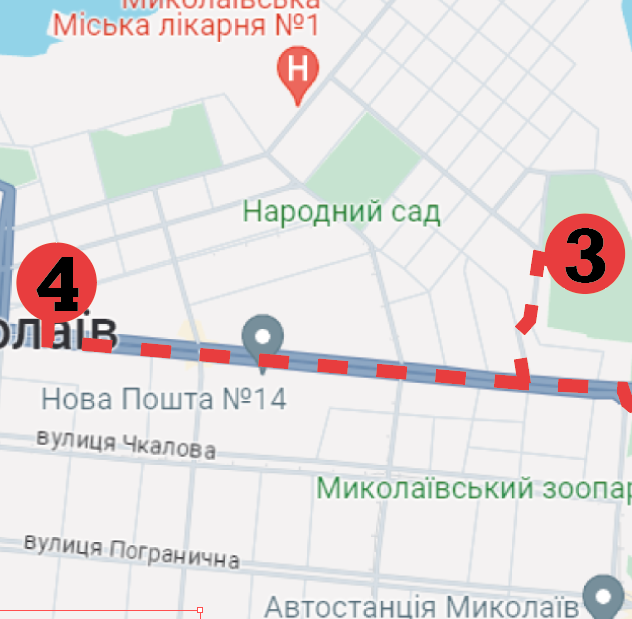 Миколаївська
Міська лікарня №1
H
Народний сад
3
4
олаїв
Нова Пошта №14
вулиця Чкалова
Миколаївський зоопар
вулиця Погранична
Автостанція Миколаїв